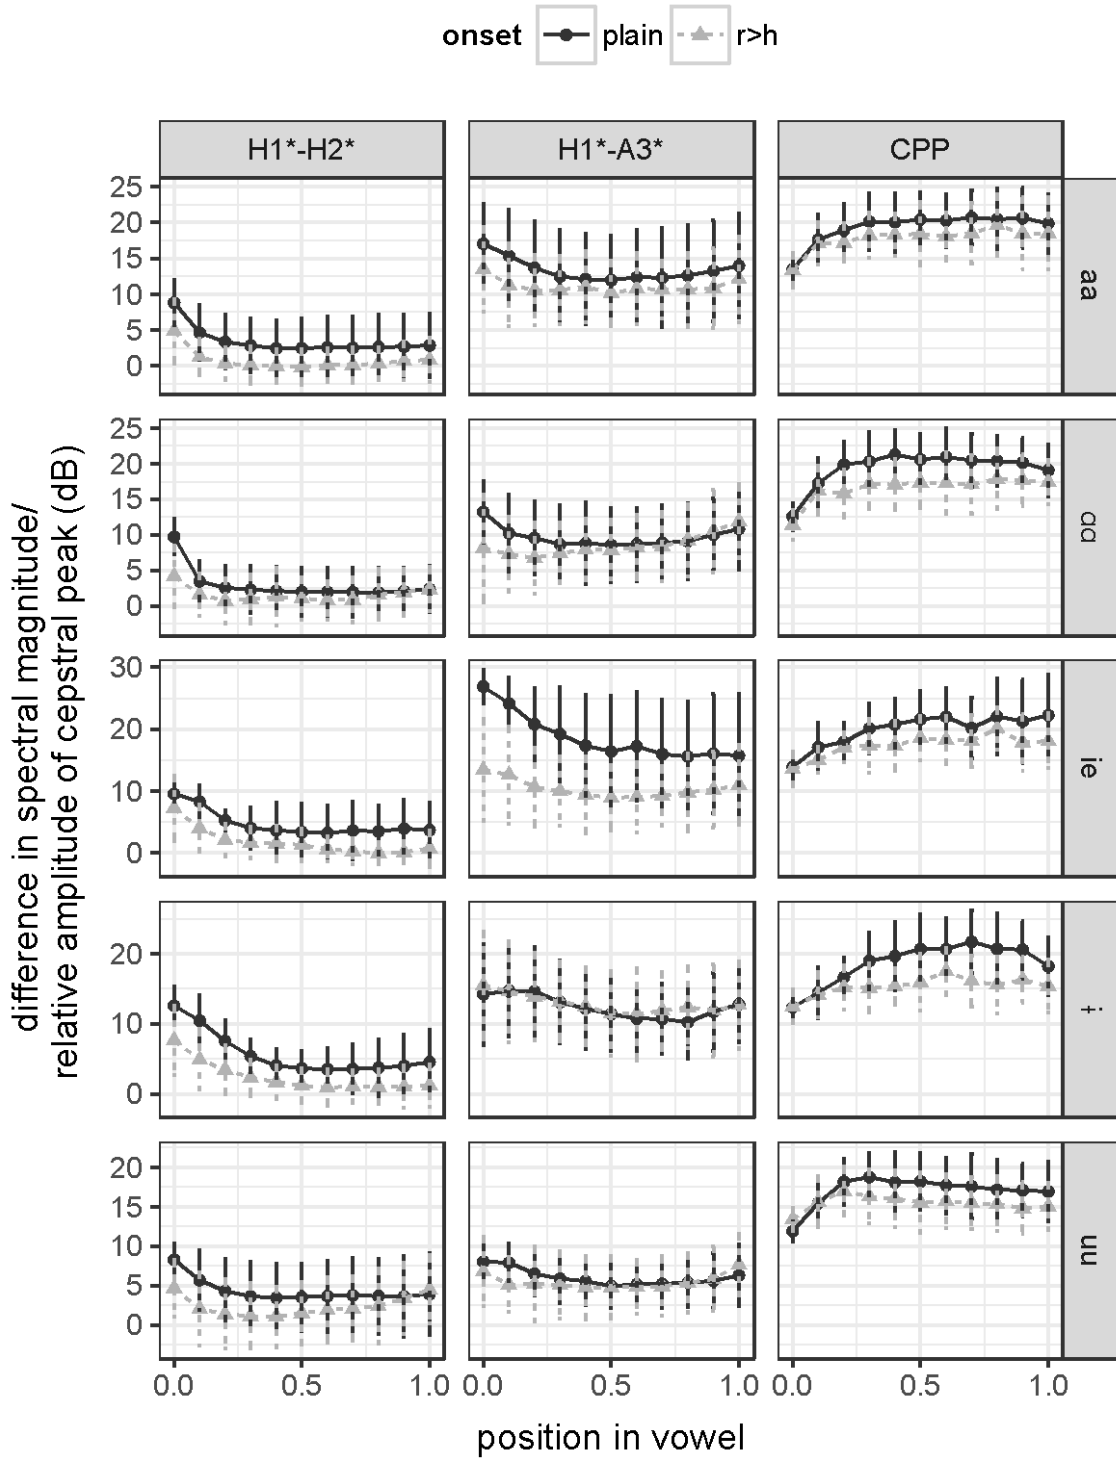 onset plain r>h
H1*-H2* H1*-A3* CPP
25
20
15
10
5
0
aa
25
20
15
10
5
0
ɑɑ
30
20
10
0
ie
20
10
0
ɨ
20
15
10
5
0
uu
0.0 0.5 1.0 0.0 0.5 1.0 0.0 0.5 1.0
position in vowel
difference in spectral magnitude/
relative amplitude of cepstral peak (dB)